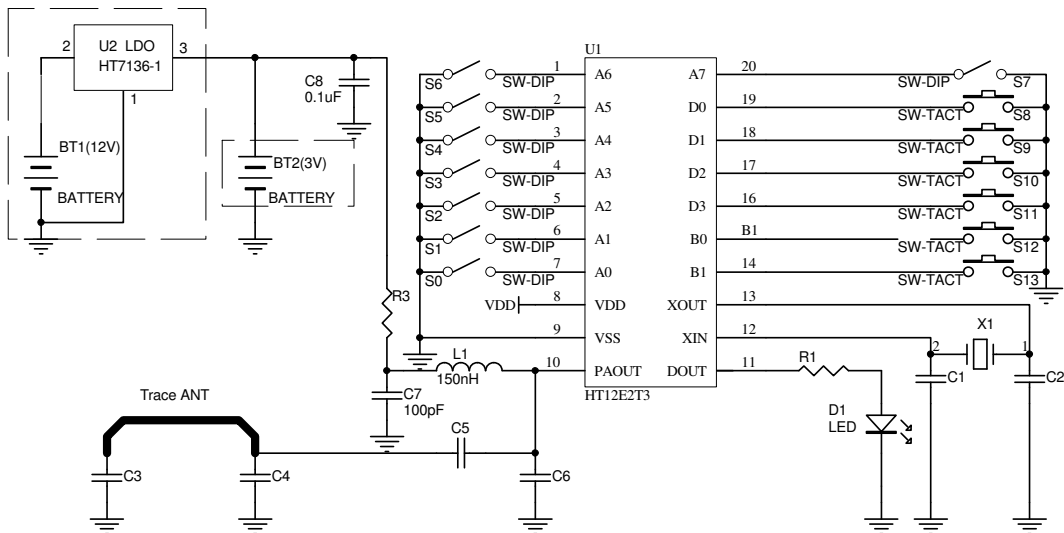 U2 LDO
HT7136-1
2
3
1
BT1(12V)
BATTERY
BT2(3V)
BATTERY
C8
0.1uF
U1
S6
SW-DIP
1
A6
A7
20
SW-DIP
S7
S5
SW-DIP
2
A5
D0
19
SW-TACT
S8
S4
SW-DIP
3
A4
D1
18
SW-TACT
S9
S3
SW-DIP
4
A3
D2
17
SW-TACT
S10
S2
SW-DIP
5
A2
D3
16
SW-TACT
S11
S1
SW-DIP
6
A1
B0
B1
SW-TACT
S12
S0
SW-DIP
7
A0
B1
14
SW-TACT
S13
R3
VDD
8
VDD
XOUT
13
9
VSS
XIN
12
2
X1
1
L1
150nH
10
PAOUT
DOUT
11
R1
C1
C2
HT12E2T3
C7
100pF
Trace ANT
D1
LED
C5
C3
C4
C6